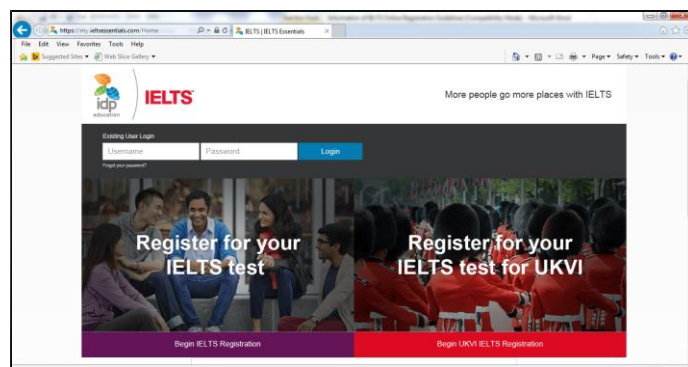 https://my.ieltsessentials.com/Home
IELTS | IELTS Essentials
File Edit View Favorites Tools Help
Suggested Sites Web Slice Gallery
Page Safety Tools
idp
education
IELTS
More people go more places with IELTS
Existing User Login
Username Password Login
Forgot your password?
Register for your
IELTS test
Register for your
IELTS test for UKVI
Begin IELTS Registration
Begin UKVI IELTS Registration